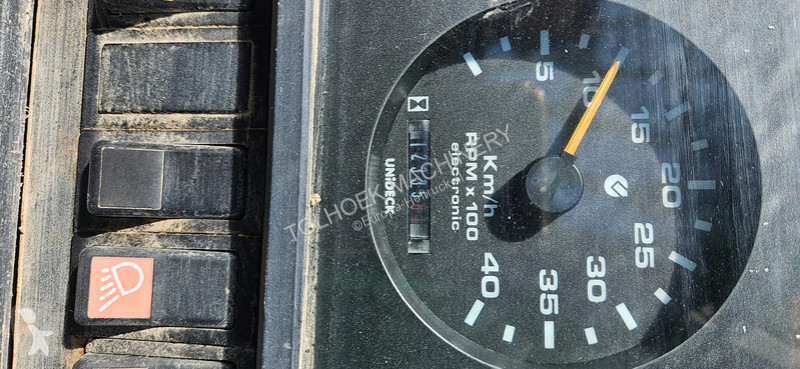 5
10
15
20
25
30
35
40
Km/h
RPM x 100
electronic
UNIDECK
TOLHOEK MACHINERY